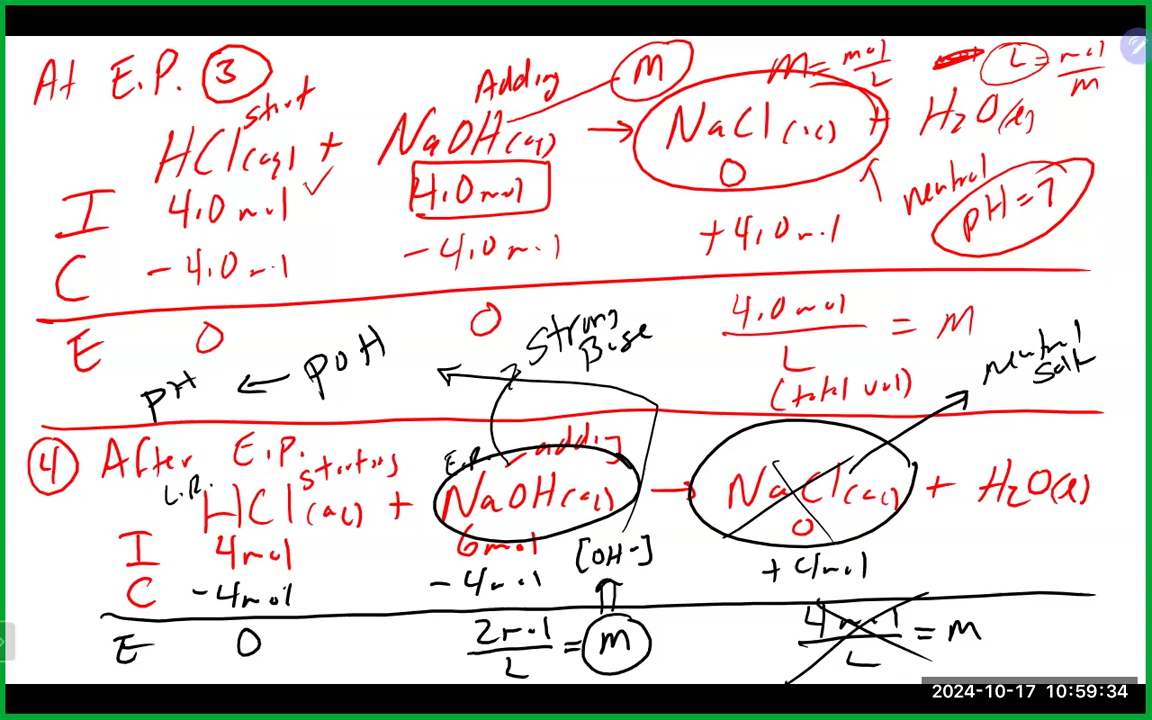 At E.P. ③ Adding M M = mol/L L = mol/M
start
HCl(aq) + NaOH(aq) → NaCl(aq) + H2O(l)
I 4.0 mol ✓ 4.0 mol 0 neutral pH = 7
C - 4.0 mol - 4.0 mol + 4.0 mol
E 0 0 4.0 mol / L = M
(total vol)
pH ← pOH Strong Base neutral salt
④ After E.P. starting E.P. adding
L.R.
HCl(aq) + NaOH(aq) → NaCl(aq) + H2O(l)
I 4 mol 6 mol [OH-] 0
C - 4 mol - 4 mol + 4 mol
E 0 2 mol / L = M 4 mol / L = M
2024-10-17 10:59:34